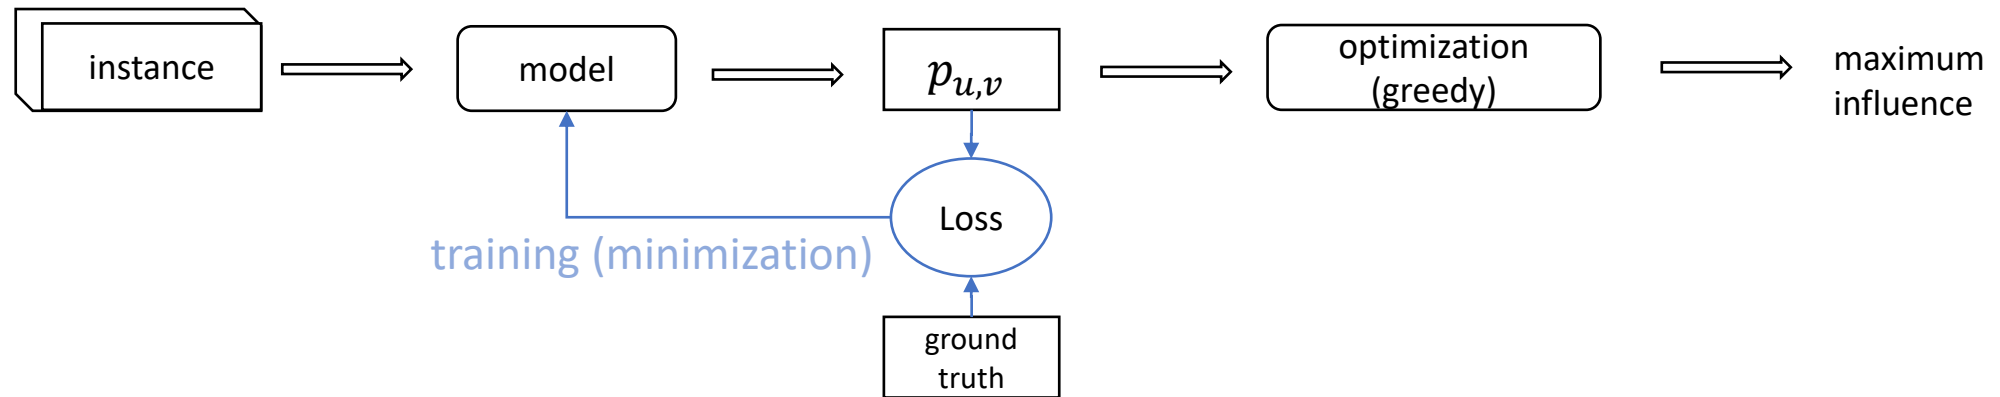 instance
model
p_{u,v}
optimization
(greedy)
maximum
influence
Loss
training (minimization)
ground
truth